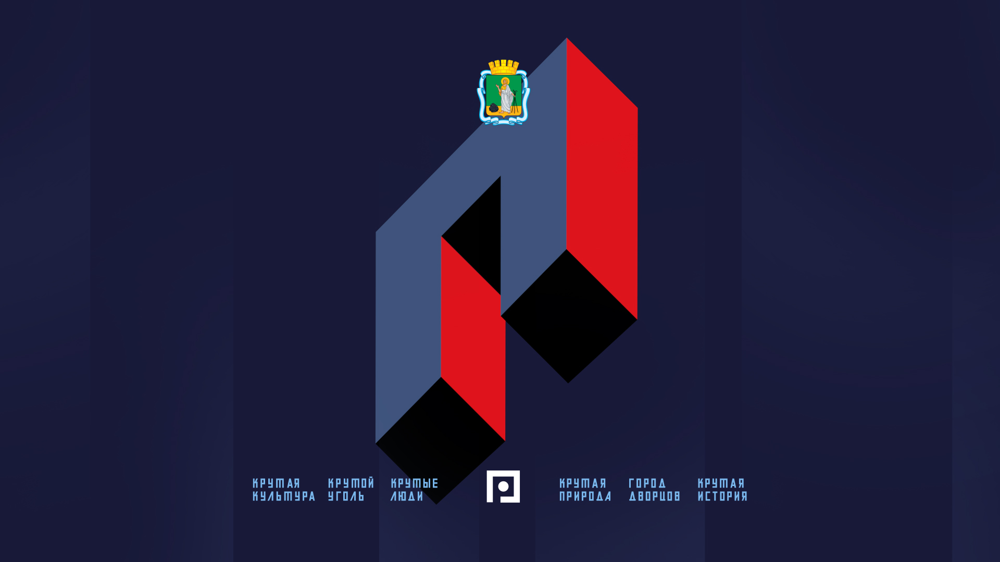 КРУТАЯ
КУЛЬТУРА
КРУТОЙ
УГОЛЬ
КРУТЫЕ
ЛЮДИ
КРУТАЯ
ПРИРОДА
ГОРОД
ДВОРЦОВ
КРУТАЯ
ИСТОРИЯ